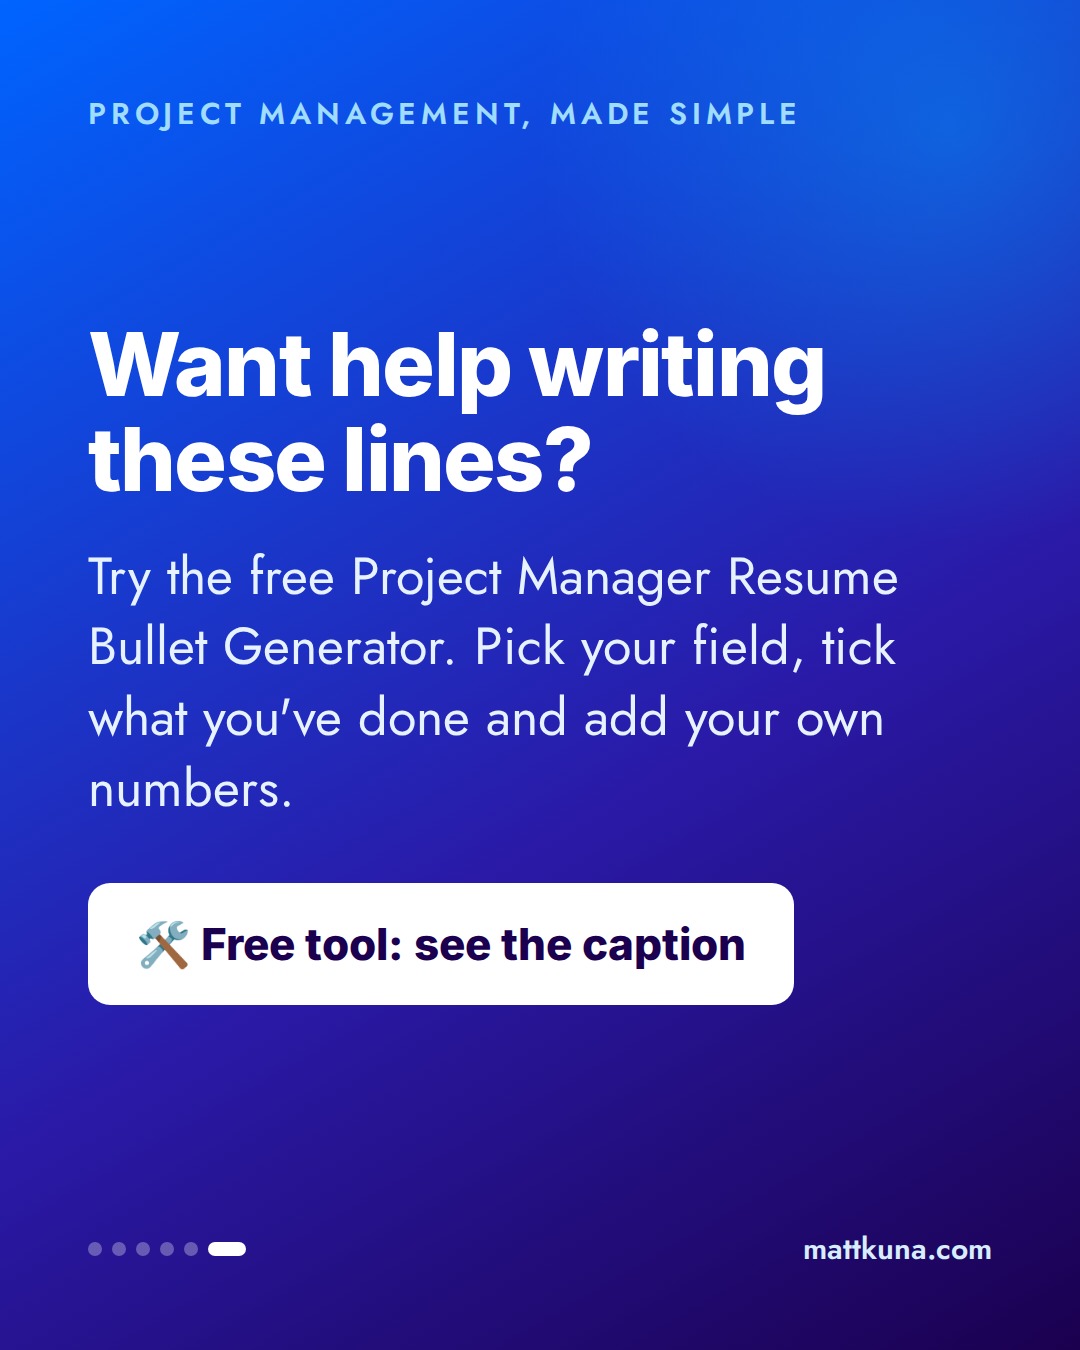 PROJECT MANAGEMENT, MADE SIMPLE
Want help writing
these lines?
Try the free Project Manager Resume
Bullet Generator. Pick your field, tick
what you've done and add your own
numbers.
🛠️ Free tool: see the caption
mattkuna.com